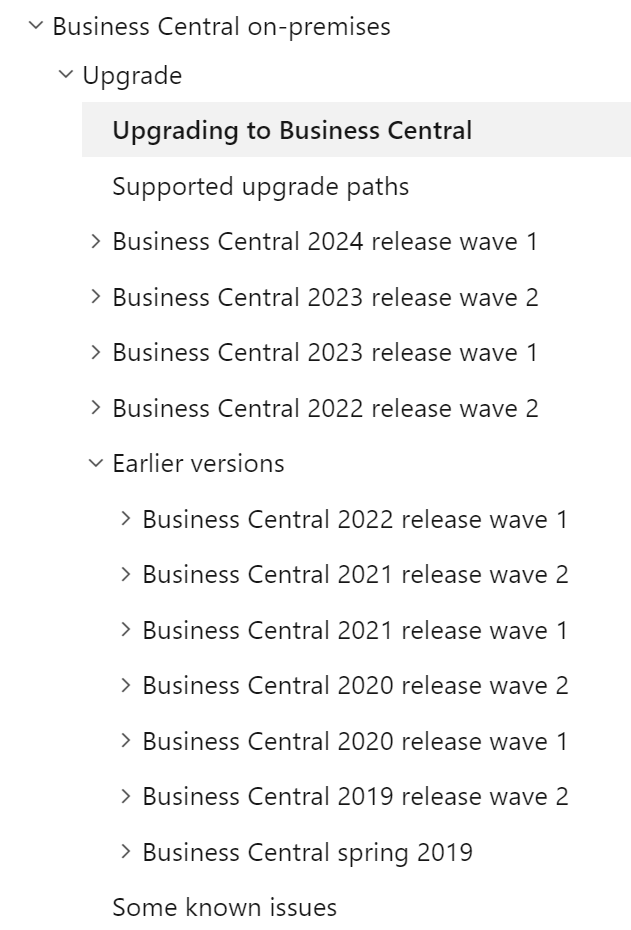 Business Central on-premises
Upgrade
Upgrading to Business Central
Supported upgrade paths
Business Central 2024 release wave 1
Business Central 2023 release wave 2
Business Central 2023 release wave 1
Business Central 2022 release wave 2
Earlier versions
Business Central 2022 release wave 1
Business Central 2021 release wave 2
Business Central 2021 release wave 1
Business Central 2020 release wave 2
Business Central 2020 release wave 1
Business Central 2019 release wave 2
Business Central spring 2019
Some known issues